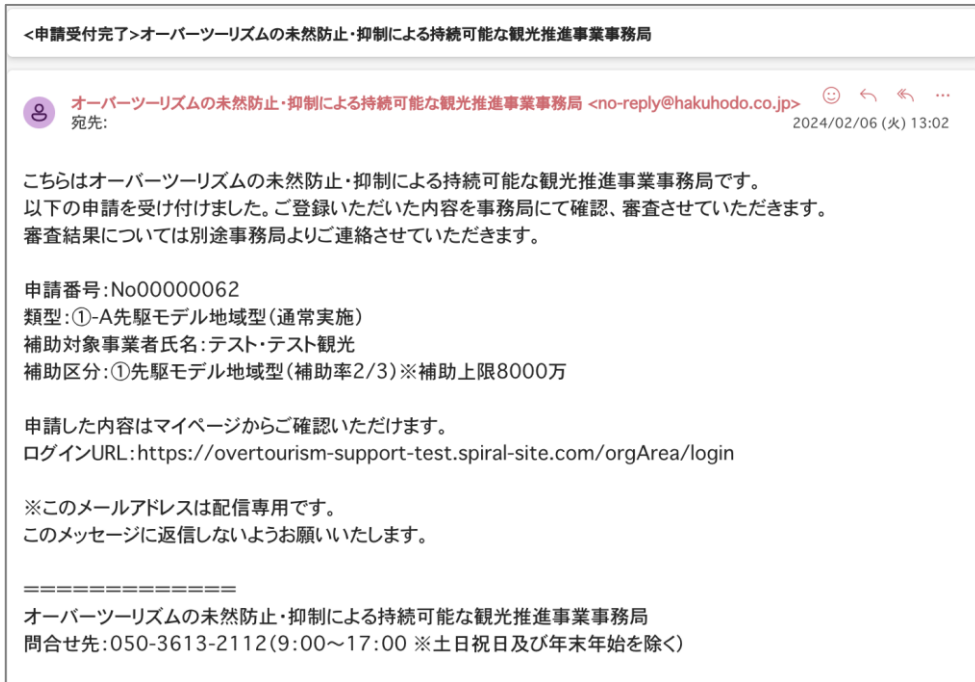 <申請受付完了>オーバーツーリズムの未然防止・抑制による持続可能な観光推進事業事務局
オーバーツーリズムの未然防止・抑制による持続可能な観光推進事業事務局 <no-reply@hakuhodo.co.jp>
宛先:
2024/02/06 (火) 13:02
こちらはオーバーツーリズムの未然防止・抑制による持続可能な観光推進事業事務局です。
以下の申請を受け付けました。ご登録いただいた内容を事務局にて確認、審査させていただきます。
審査結果については別途事務局よりご連絡させていただきます。
申請番号:No00000062
類型:①-A先駆モデル地域型(通常実施)
補助対象事業者氏名:テスト・テスト観光
補助区分:①先駆モデル地域型(補助率2/3)※補助上限8000万
申請した内容はマイページからご確認いただけます。
ログインURL:https://overtourism-support-test.spiral-site.com/orgArea/login
※このメールアドレスは配信専用です。
このメッセージに返信しないようお願いいたします。
=============
オーバーツーリズムの未然防止・抑制による持続可能な観光推進事業事務局
問合せ先:050-3613-2112(9:00〜17:00 ※土日祝日及び年末年始を除く)